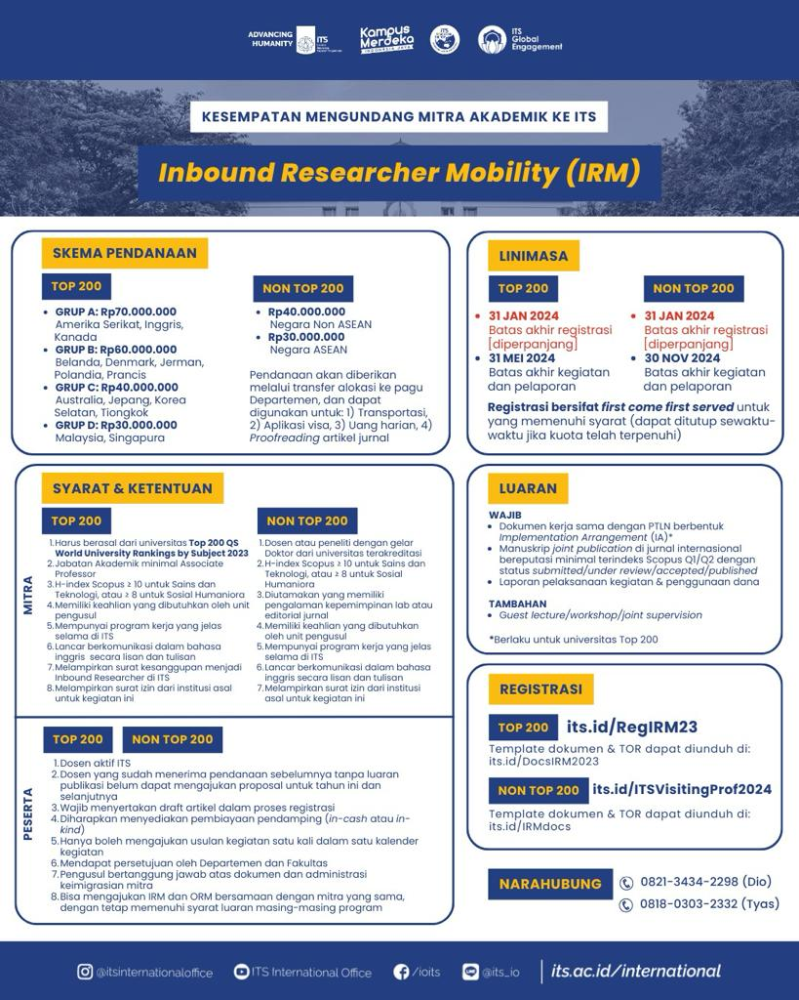 ADVANCING
HUMANITY
ITS
Kampus
Merdeka
INDONESIA JAYA
ITS
Global
Engagement
KESEMPATAN MENGUNDANG MITRA AKADEMIK KE ITS
Inbound Researcher Mobility (IRM)
SKEMA PENDANAAN
TOP 200
• GRUP A: Rp70.000.000
Amerika Serikat, Inggris,
Kanada
• GRUP B: Rp60.000.000
Belanda, Denmark, Jerman,
Polandia, Prancis
• GRUP C: Rp40.000.000
Australia, Jepang, Korea
Selatan, Tiongkok
• GRUP D: Rp30.000.000
Malaysia, Singapura
NON TOP 200
• Rp40.000.000
Negara Non ASEAN
• Rp30.000.000
Negara ASEAN
Pendanaan akan diberikan
melalui transfer alokasi ke pagu
Departemen, dan dapat
digunakan untuk: 1) Transportasi,
2) Aplikasi visa, 3) Uang harian, 4)
Proofreading artikel jurnal
LINIMASA
TOP 200
• 31 JAN 2024
Batas akhir registrasi
[diperpanjang]
• 31 MEI 2024
Batas akhir kegiatan
dan pelaporan
NON TOP 200
• 31 JAN 2024
Batas akhir registrasi
[diperpanjang]
• 30 NOV 2024
Batas akhir kegiatan
dan pelaporan
Registrasi bersifat first come first served untuk
yang memenuhi syarat (dapat ditutup sewaktu-
waktu jika kuota telah terpenuhi)
SYARAT & KETENTUAN
MITRA
TOP 200
1. Harus berasal dari universitas Top 200 QS
World University Rankings by Subject 2023
2. Jabatan Akademik minimal Associate
Professor
3. H-index Scopus ≥ 10 untuk Sains dan
Teknologi, atau ≥ 8 untuk Sosial Humaniora
4. Memiliki keahlian yang dibutuhkan oleh unit
pengusul
5. Mempunyai program kerja yang jelas
selama di ITS
6. Lancar berkomunikasi dalam bahasa
inggris secara lisan dan tulisan
7. Melampirkan surat kesanggupan menjadi
Inbound Researcher di ITS
8. Melampirkan surat izin dari institusi asal
untuk kegiatan ini
NON TOP 200
1. Dosen atau peneliti dengan gelar
Doktor dari universitas terakreditasi
2. H-index Scopus ≥ 10 untuk Sains dan
Teknologi, atau ≥ 8 untuk Sosial
Humaniora
3. Diutamakan yang memiliki
pengalaman kepemimpinan lab atau
editorial jurnal
4. Memiliki keahlian yang dibutuhkan
oleh unit pengusul
5. Mempunyai program kerja yang jelas
selama di ITS
6. Lancar berkomunikasi dalam bahasa
inggris secara lisan dan tulisan
7. Melampirkan surat izin dari institusi
asal untuk kegiatan ini
PESERTA
TOP 200
NON TOP 200
1. Dosen aktif ITS
2. Dosen yang sudah menerima pendanaan sebelumnya tanpa luaran
publikasi belum dapat mengajukan proposal untuk tahun ini dan
selanjutnya
3. Wajib menyertakan draft artikel dalam proses registrasi
4. Diharapkan menyediakan pembiayaan pendamping (in-cash atau in-
kind)
5. Hanya boleh mengajukan usulan kegiatan satu kali dalam satu kalender
kegiatan
6. Mendapat persetujuan oleh Departemen dan Fakultas
7. Pengusul bertanggung jawab atas dokumen dan administrasi
keimigrasian mitra
8. Bisa mengajukan IRM dan ORM bersamaan dengan mitra yang sama,
dengan tetap memenuhi syarat luaran masing-masing program
LUARAN
WAJIB
• Dokumen kerja sama dengan PTLN berbentuk
Implementation Arrangement (IA)*
• Manuskrip joint publication di jurnal internasional
bereputasi minimal terindeks Scopus Q1/Q2 dengan
status submitted/under review/accepted/published
• Laporan pelaksanaan kegiatan & penggunaan dana
TAMBAHAN
• Guest lecture/workshop/joint supervision
*Berlaku untuk universitas Top 200
REGISTRASI
TOP 200 its.id/RegIRM23
Template dokumen & TOR dapat diunduh di:
its.id/DocsIRM2023
NON TOP 200 its.id/ITSVisitingProf2024
Template dokumen & TOR dapat diunduh di:
its.id/IRMdocs
NARAHUBUNG
0821-3434-2298 (Dio)
0818-0303-2332 (Tyas)
@itsinternationaloffice
ITS International Office
/ioits
@its_io
its.ac.id/international